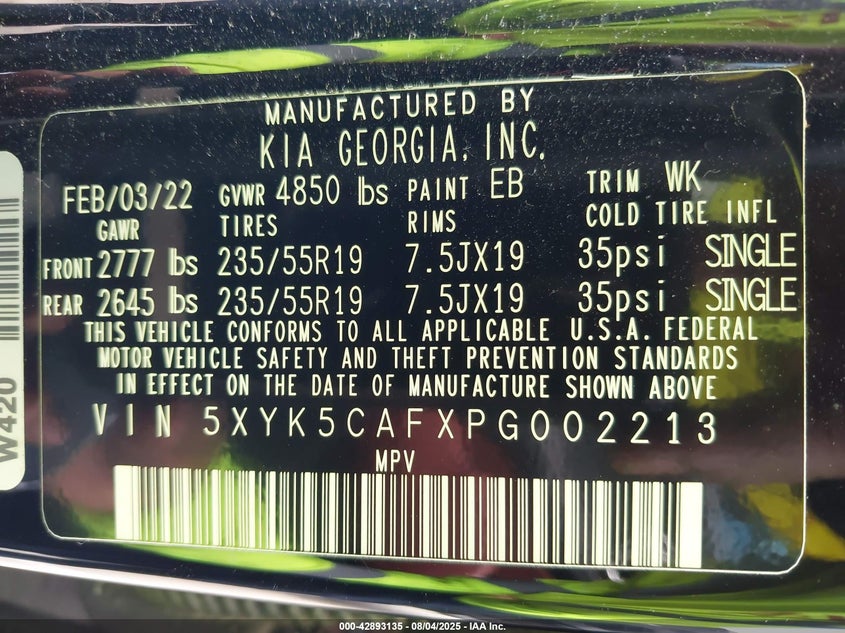 MANUFACTURED BY
KIA GEORGIA, INC.
FEB/03/22 GVWR 4850 lbs PAINT EB TRIM WK
GAWR TIRES RIMS COLD TIRE INFL
FRONT 2777 lbs 235/55R19 7.5JX19 35psi SINGLE
REAR 2645 lbs 235/55R19 7.5JX19 35psi SINGLE
THIS VEHICLE CONFORMS TO ALL APPLICABLE U.S.A. FEDERAL
MOTOR VEHICLE SAFETY AND THEFT PREVENTION STANDARDS
IN EFFECT ON THE DATE OF MANUFACTURE SHOWN ABOVE
VIN 5XYK5CAFXPG002213
MPV
W420
000-42893135 - 08/04/2025 - IAA Inc.